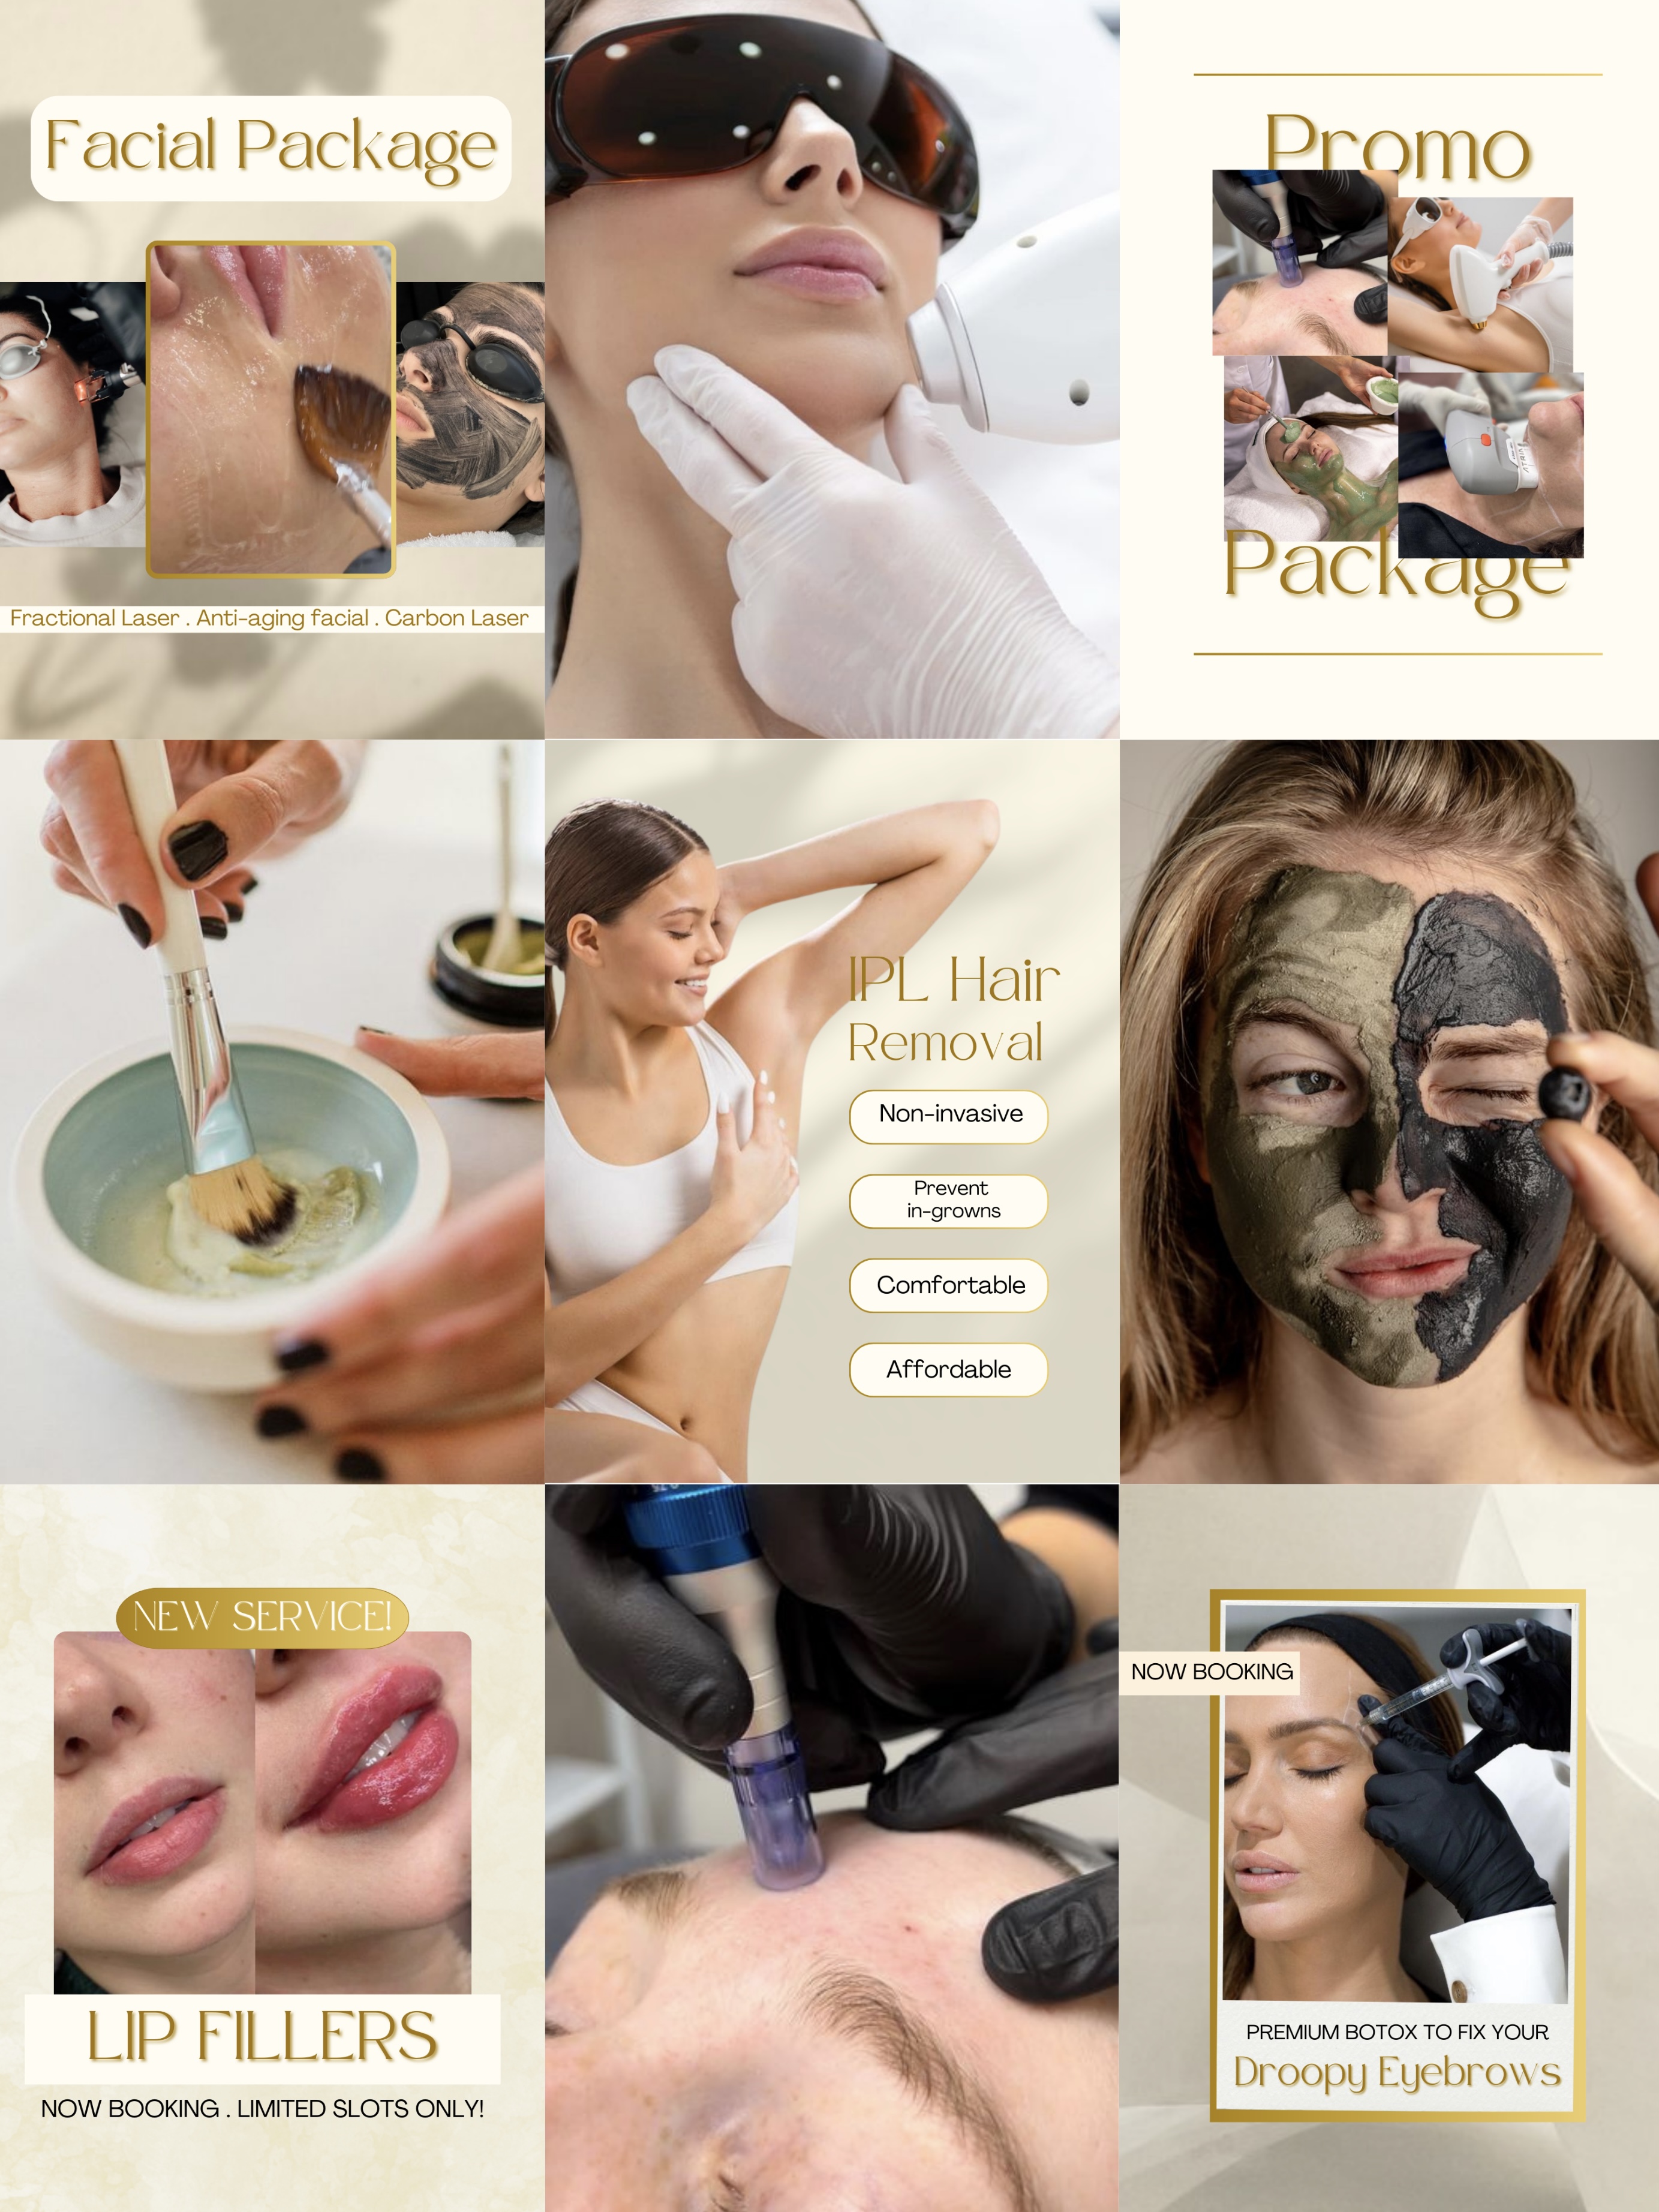 Facial Package
Fractional Laser . Anti-aging facial . Carbon Laser
Promo
Package
IPL Hair
Removal
Non-invasive
Prevent
in-growns
Comfortable
Affordable
NEW SERVICE!
LIP FILLERS
NOW BOOKING . LIMITED SLOTS ONLY!
0.75
NOW BOOKING
PREMIUM BOTOX TO FIX YOUR
Droopy Eyebrows